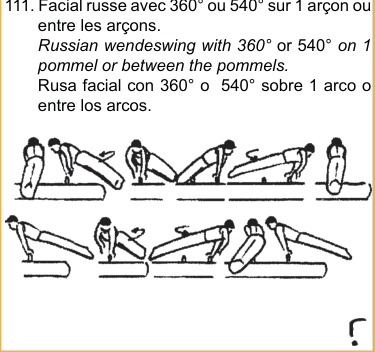 111. Facial russe avec 360° ou 540° sur 1 arçon ou
entre les arçons.
Russian wendeswing with 360° or 540° on 1
pommel or between the pommels.
Rusa facial con 360° o  540° sobre 1 arco o
entre los arcos.